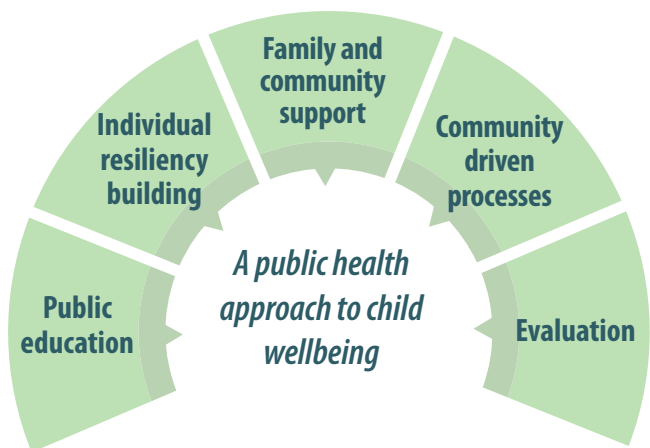 Public
education
Individual
resiliency
building
Family and
community
support
Community
driven
processes
Evaluation
A public health
approach to child
wellbeing